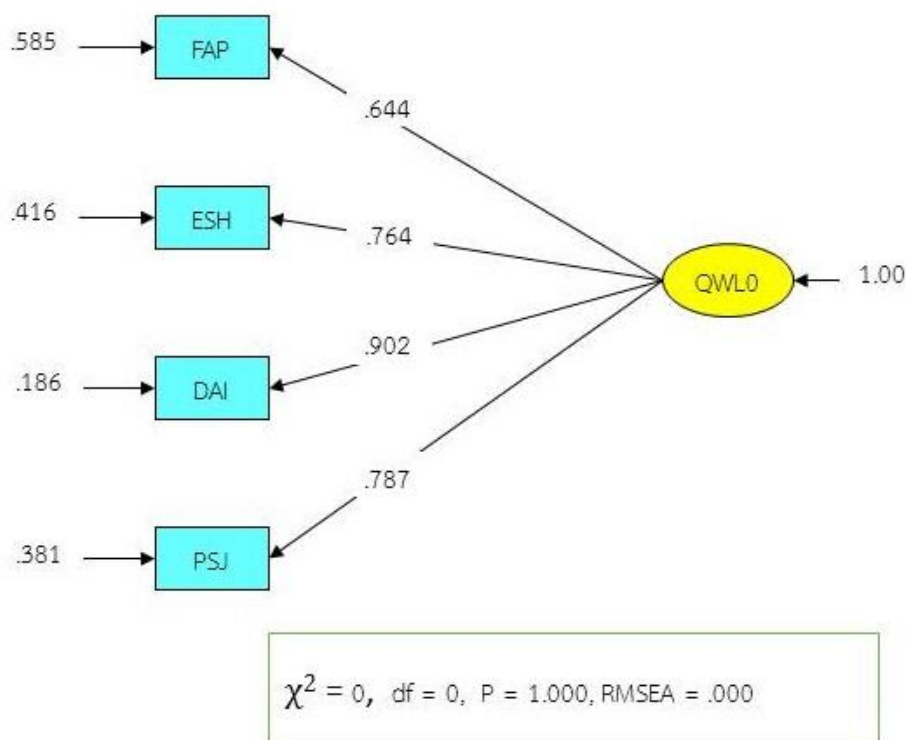 .585
FAP
.644
.416
ESH
.764
QWL0
1.00
.186
DAI
.902
.381
PSJ
.787
χ² = 0, df = 0, P = 1.000, RMSEA = .000